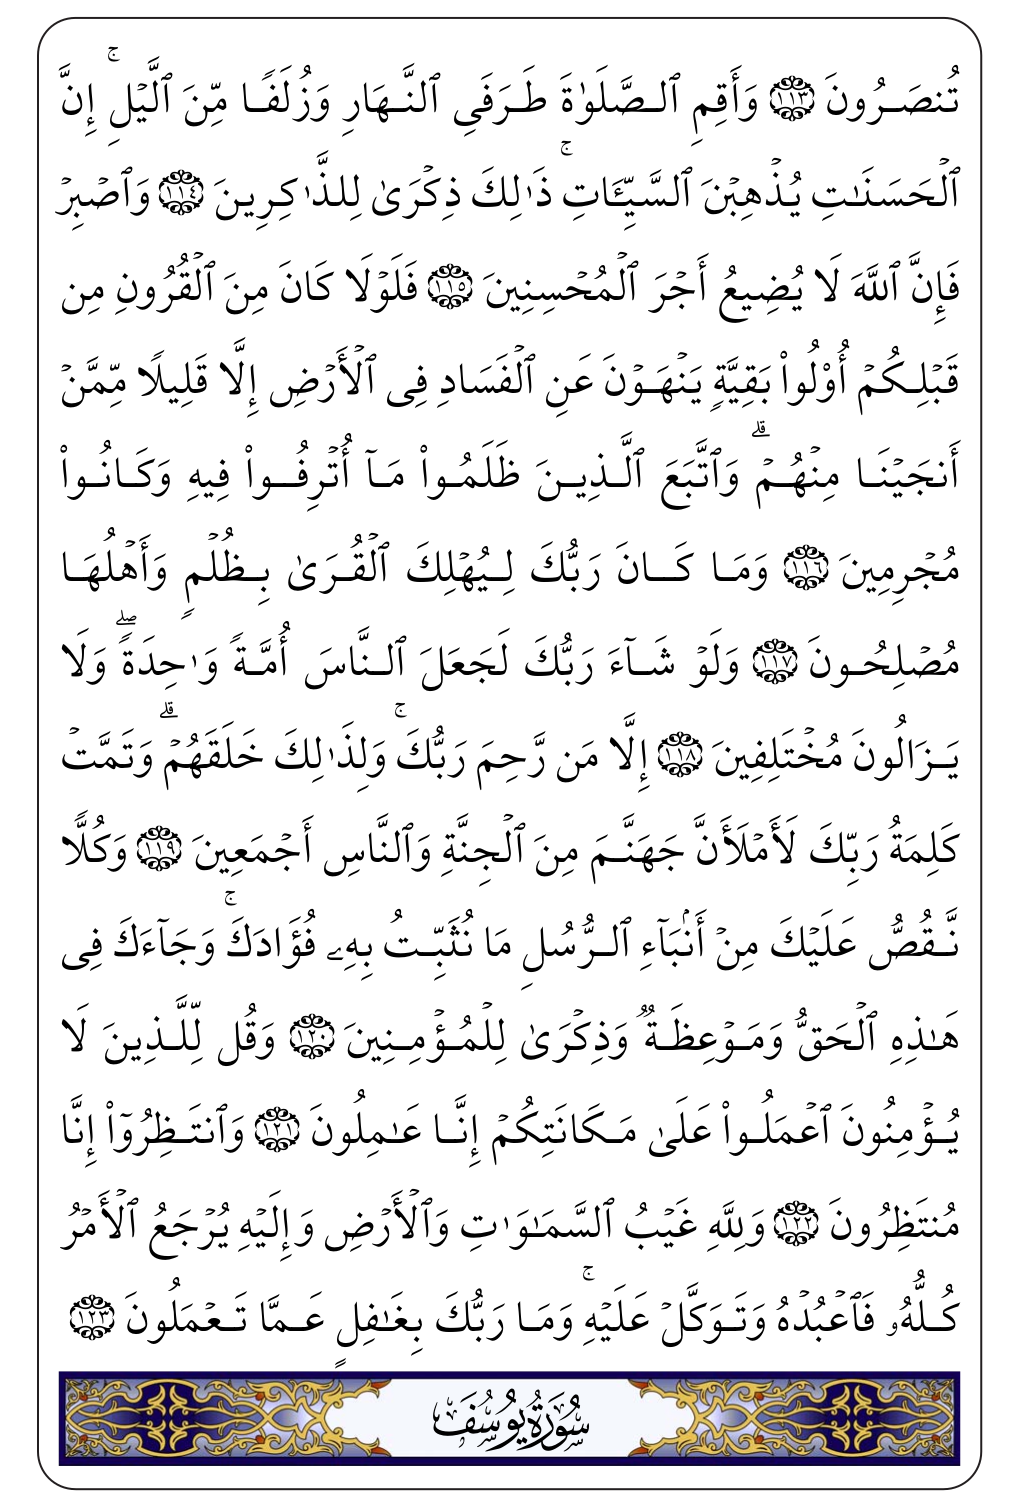 تُنصَرُونَ ۝١١٣ وَأَقِمِ ٱلصَّلَوٰةَ طَرَفَىِ ٱلنَّهَارِ وَزُلَفًا مِّنَ ٱلَّيْلِ ۚ إِنَّ
ٱلْحَسَنَـٰتِ يُذْهِبْنَ ٱلسَّيِّـَٔاتِ ۚ ذَٰلِكَ ذِكْرَىٰ لِلذَّٰكِرِينَ ۝١١٤ وَٱصْبِرْ
فَإِنَّ ٱللَّهَ لَا يُضِيعُ أَجْرَ ٱلْمُحْسِنِينَ ۝١١٥ فَلَوْلَا كَانَ مِنَ ٱلْقُرُونِ مِن
قَبْلِكُمْ أُو۟لُوا۟ بَقِيَّةٍ يَنْهَوْنَ عَنِ ٱلْفَسَادِ فِى ٱلْأَرْضِ إِلَّا قَلِيلًا مِّمَّنْ
أَنجَيْنَا مِنْهُمْ ۗ وَٱتَّبَعَ ٱلَّذِينَ ظَلَمُوا۟ مَآ أُتْرِفُوا۟ فِيهِ وَكَانُوا۟
مُجْرِمِينَ ۝١١٦ وَمَا كَانَ رَبُّكَ لِيُهْلِكَ ٱلْقُرَىٰ بِظُلْمٍ وَأَهْلُهَا
مُصْلِحُونَ ۝١١٧ وَلَوْ شَآءَ رَبُّكَ لَجَعَلَ ٱلنَّاسَ أُمَّةً وَٰحِدَةً ۖ وَلَا
يَزَالُونَ مُخْتَلِفِينَ ۝١١٨ إِلَّا مَن رَّحِمَ رَبُّكَ ۚ وَلِذَٰلِكَ خَلَقَهُمْ ۗ وَتَمَّتْ
كَلِمَةُ رَبِّكَ لَأَمْلَأَنَّ جَهَنَّمَ مِنَ ٱلْجِنَّةِ وَٱلنَّاسِ أَجْمَعِينَ ۝١١٩ وَكُلًّا
نَّقُصُّ عَلَيْكَ مِنْ أَنۢبَآءِ ٱلرُّسُلِ مَا نُثَبِّتُ بِهِۦ فُؤَادَكَ ۚ وَجَآءَكَ فِى
هَـٰذِهِ ٱلْحَقُّ وَمَوْعِظَةٌ وَذِكْرَىٰ لِلْمُؤْمِنِينَ ۝١٢٠ وَقُل لِّلَّذِينَ لَا
يُؤْمِنُونَ ٱعْمَلُوا۟ عَلَىٰ مَكَانَتِكُمْ إِنَّا عَـٰمِلُونَ ۝١٢١ وَٱنتَظِرُوٓا۟ إِنَّا
مُنتَظِرُونَ ۝١٢٢ وَلِلَّهِ غَيْبُ ٱلسَّمَـٰوَٰتِ وَٱلْأَرْضِ وَإِلَيْهِ يُرْجَعُ ٱلْأَمْرُ
كُلُّهُۥ فَٱعْبُدْهُ وَتَوَكَّلْ عَلَيْهِ ۚ وَمَا رَبُّكَ بِغَـٰفِلٍ عَمَّا تَعْمَلُونَ ۝١٢٣
سُورَةُ يُوسُفَ